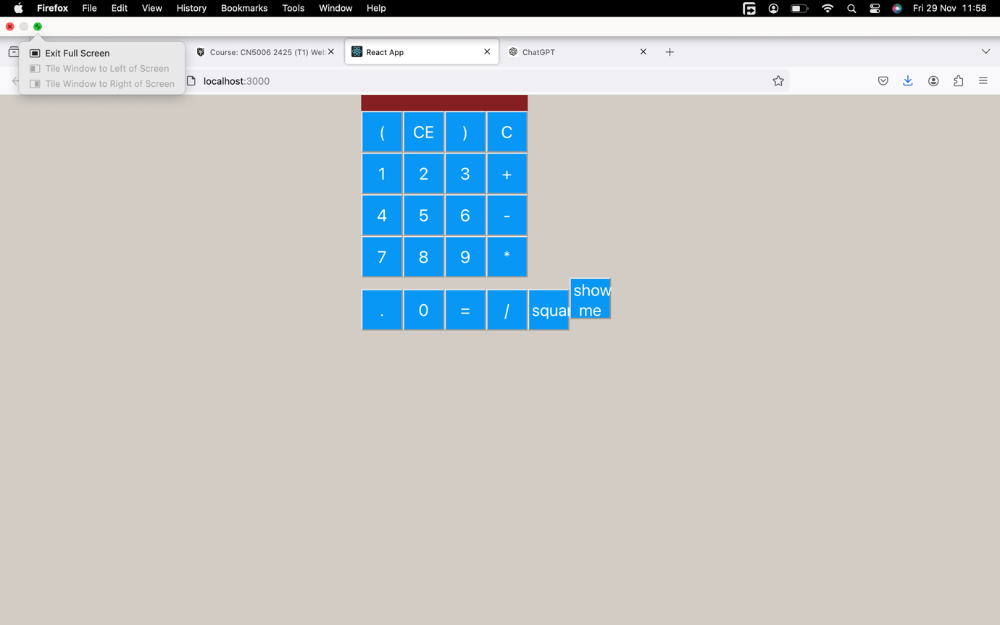 Firefox File Edit View History Bookmarks Tools Window Help Fri 29 Nov 11:58
Exit Full Screen
Tile Window to Left of Screen
Tile Window to Right of Screen
Course: CN5006 2425 (T1) Web
React App
ChatGPT
localhost:3000
( CE ) C
1 2 3 +
4 5 6 -
7 8 9 *
. 0 = / squar
show
me